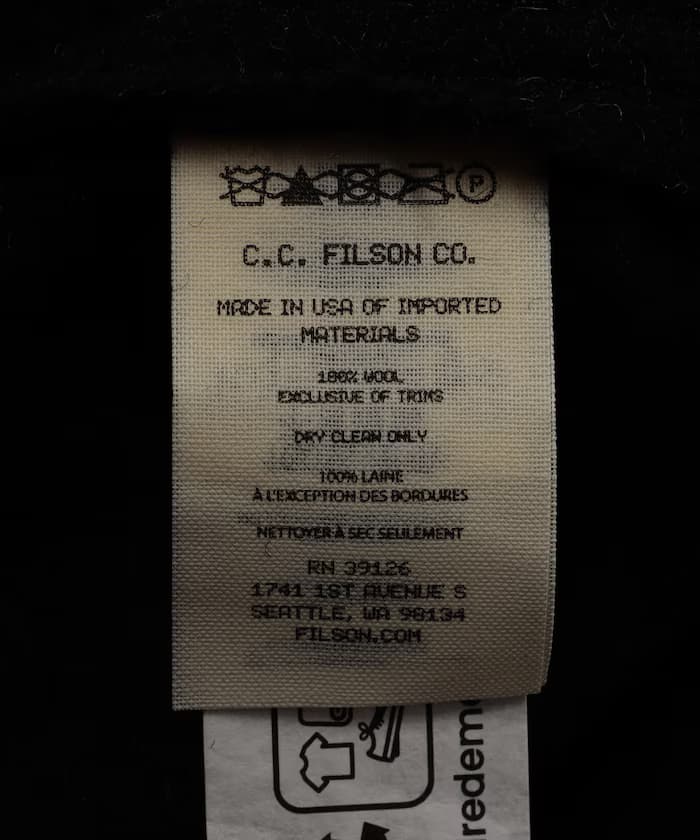 P
C.C. FILSON CO.
MADE IN USA OF IMPORTED
MATERIALS
100% WOOL
EXCLUSIVE OF TRIMS
DRY CLEAN ONLY
100% LAINE
À L'EXCEPTION DES BORDURES
NETTOYER À SEC SEULEMENT
RN 39126
1741 1ST AVENUE S
SEATTLE, WA 98134
FILSON.COM